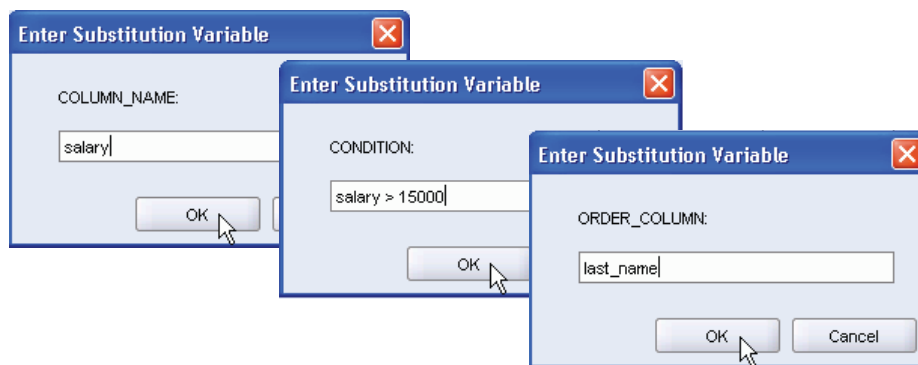 Enter Substitution Variable
COLUMN_NAME:
salary
OK
Enter Substitution Variable
CONDITION:
salary > 15000
OK
Enter Substitution Variable
ORDER_COLUMN:
last_name
OK
Cancel